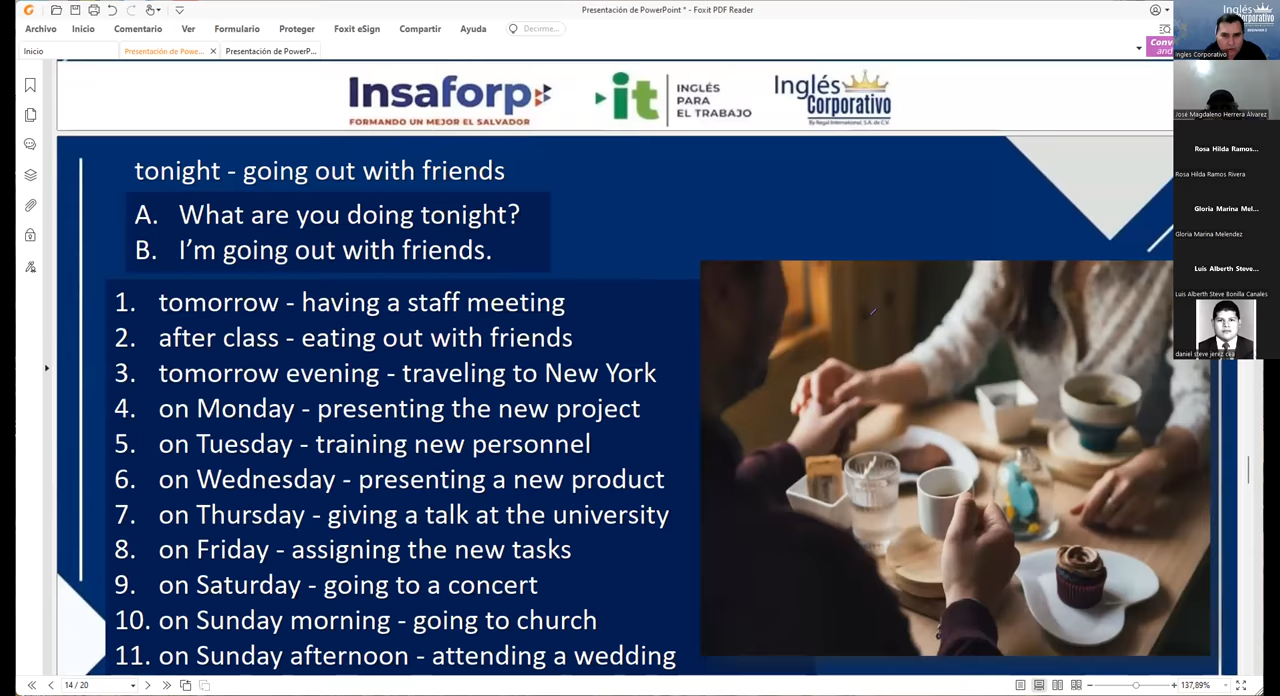 Presentación de PowerPoint * - Foxit PDF Reader
Archivo Inicio Comentario Ver Formulario Proteger Foxit eSign Compartir Ayuda Decirme...
Inicio Presentación de Powe... Presentación de PowerP...
Conv
and
Insaforp
FORMANDO UN MEJOR EL SALVADOR
it
INGLÉS
PARA
EL TRABAJO
Inglés
Corporativo
By Regal International, S.A. de C.V.
tonight - going out with friends
A. What are you doing tonight?
B. I'm going out with friends.
1. tomorrow - having a staff meeting
2. after class - eating out with friends
3. tomorrow evening - traveling to New York
4. on Monday - presenting the new project
5. on Tuesday - training new personnel
6. on Wednesday - presenting a new product
7. on Thursday - giving a talk at the university
8. on Friday - assigning the new tasks
9. on Saturday - going to a concert
10. on Sunday morning - going to church
11. on Sunday afternoon - attending a wedding
Inglés
Corporativo
Inglés Corporativo
José Magdaleno Herrera Álvarez
Rosa Hilda Ramos...
Rosa Hilda Ramos Rivera
Gloria Marina Mel...
Gloria Marina Melendez
Luis Alberth Steve...
Luis Alberth Steve Bonilla Canales
daniel steve jerez cea
14 / 20
137,89%